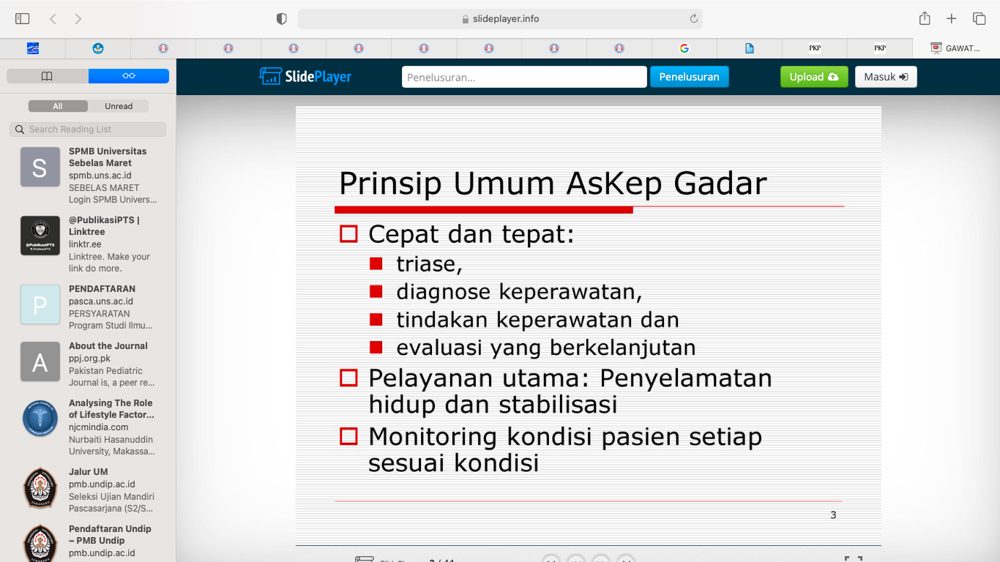 slideplayer.info
PKP
PKP
GAWAT...
All
Unread
Search Reading List
S
SPMB Universitas
Sebelas Maret
spmb.uns.ac.id
SEBELAS MARET
Login SPMB Univers...
@PublikasiPTS |
Linktree
linktr.ee
Linktree. Make your
link do more.
P
PENDAFTARAN
pasca.uns.ac.id
PERSYARATAN
Program Studi Ilmu...
A
About the Journal
ppj.org.pk
Pakistan Pediatric
Journal is, a peer re...
Analysing The Role
of Lifestyle Factor...
njcmindia.com
Nurbaiti Hasanuddin
University, Makassa...
Jalur UM
pmb.undip.ac.id
Seleksi Ujian Mandiri
Pascasarjana (S2/S...
Pendaftaran Undip
– PMB Undip
pmb.undip.ac.id
SlidePlayer
Penelusuran...
Penelusuran
Upload
Masuk
Prinsip Umum AsKep Gadar
Cepat dan tepat:
triase,
diagnose keperawatan,
tindakan keperawatan dan
evaluasi yang berkelanjutan
Pelayanan utama: Penyelamatan
hidup dan stabilisasi
Monitoring kondisi pasien setiap
sesuai kondisi
3